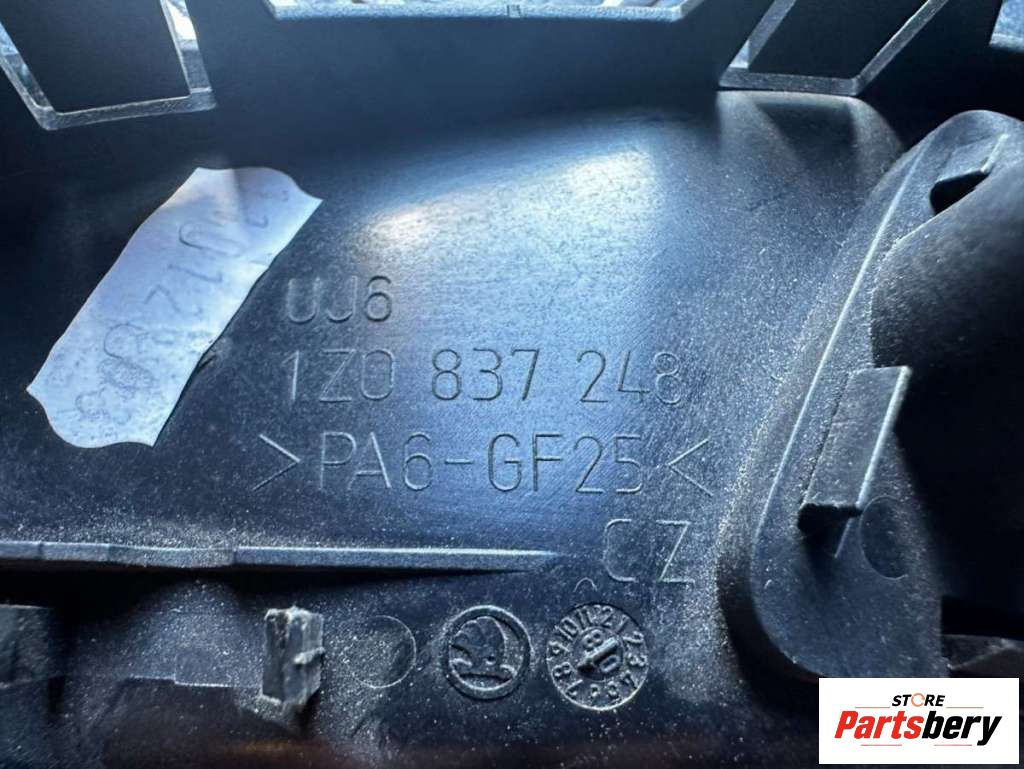 UJ6
1Z0 837 248
>PA6-GF25<
CZ
STORE
Partsbery